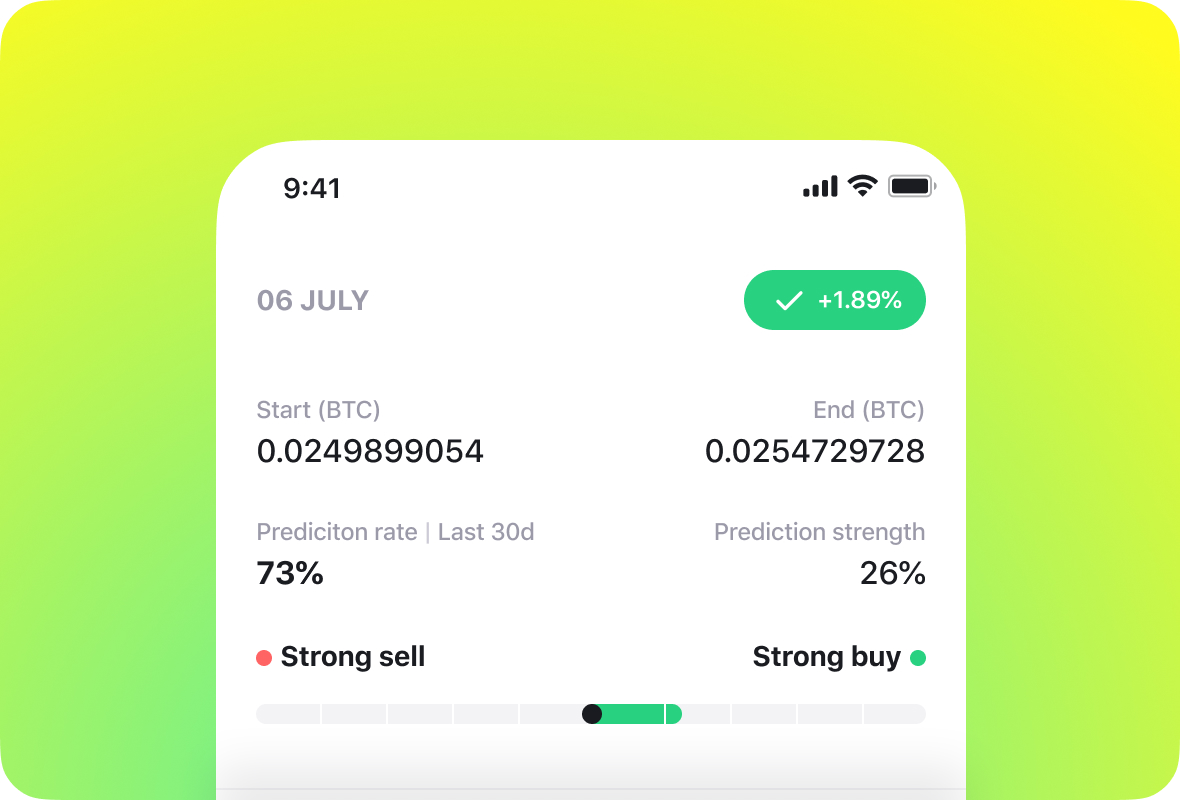 9:41
06 JULY
+1.89%
Start (BTC)
End (BTC)
0.0249899054
0.0254729728
Prediciton rate | Last 30d
Prediction strength
73%
26%
Strong sell
Strong buy